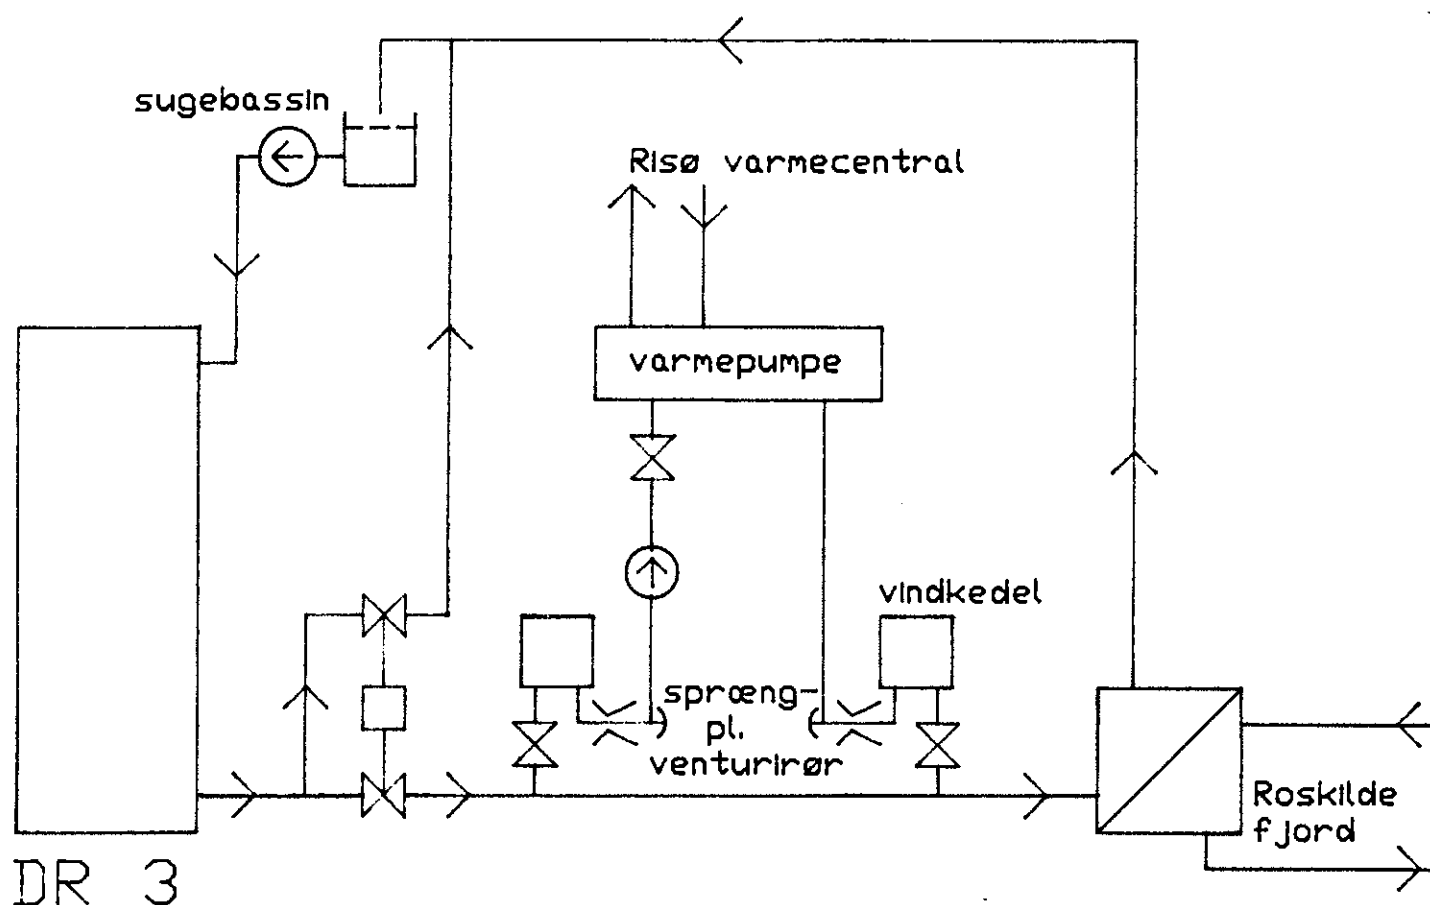 sugebassin
Risø varmecentral
varmepumpe
vindkedel
spræng-
pl.
venturirør
Roskilde
fjord
DR 3